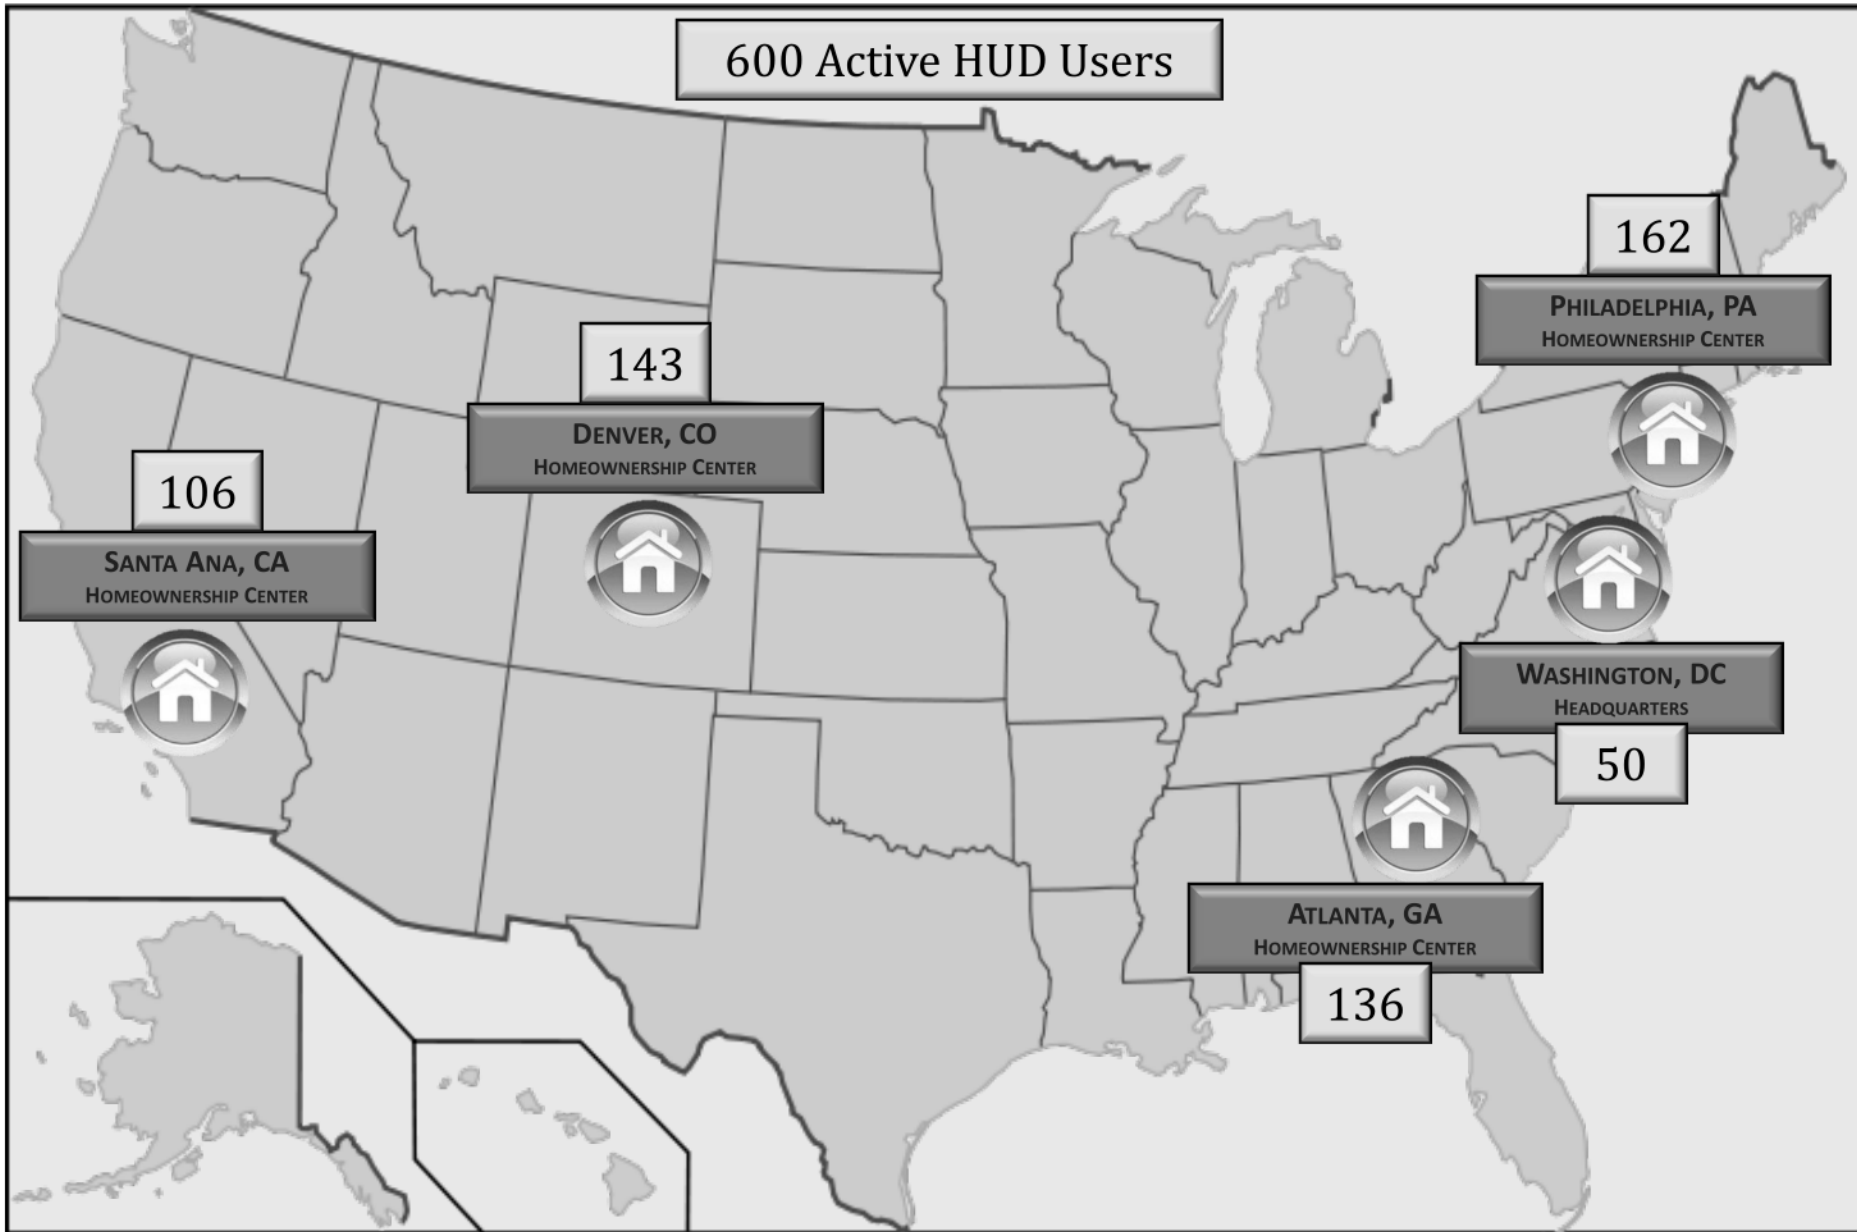 600 Active HUD Users
162
PHILADELPHIA, PA
HOMEOWNERSHIP CENTER
143
DENVER, CO
HOMEOWNERSHIP CENTER
106
SANTA ANA, CA
HOMEOWNERSHIP CENTER
WASHINGTON, DC
HEADQUARTERS
50
ATLANTA, GA
HOMEOWNERSHIP CENTER
136